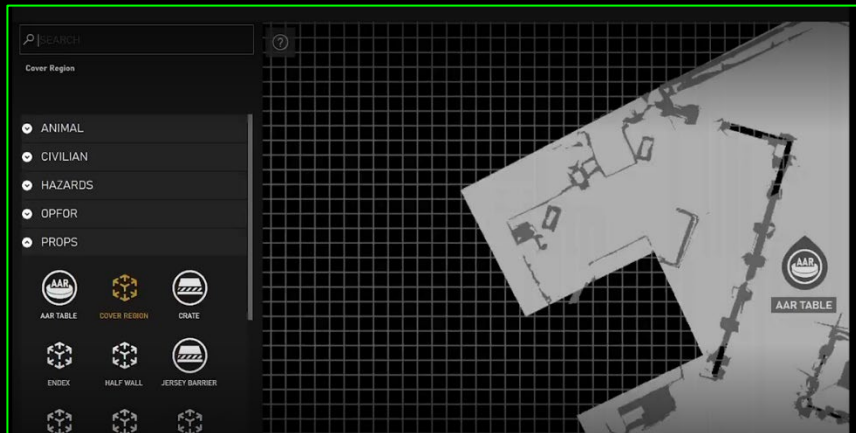 SEARCH
Cover Region
ANIMAL
CIVILIAN
HAZARDS
OPFOR
PROPS
AAR
AAR TABLE
COVER REGION
CRATE
ENDEX
HALF WALL
JERSEY BARRIER
?
AAR
AAR TABLE